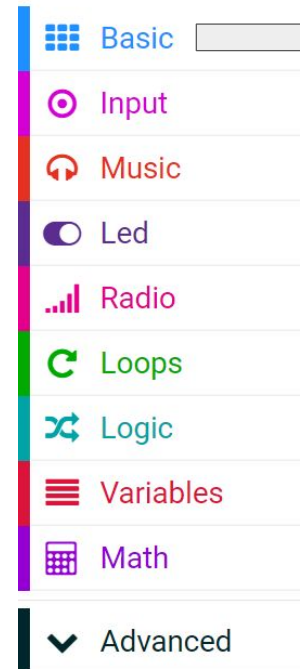 Basic
Input
Music
Led
Radio
Loops
Logic
Variables
Math
Advanced